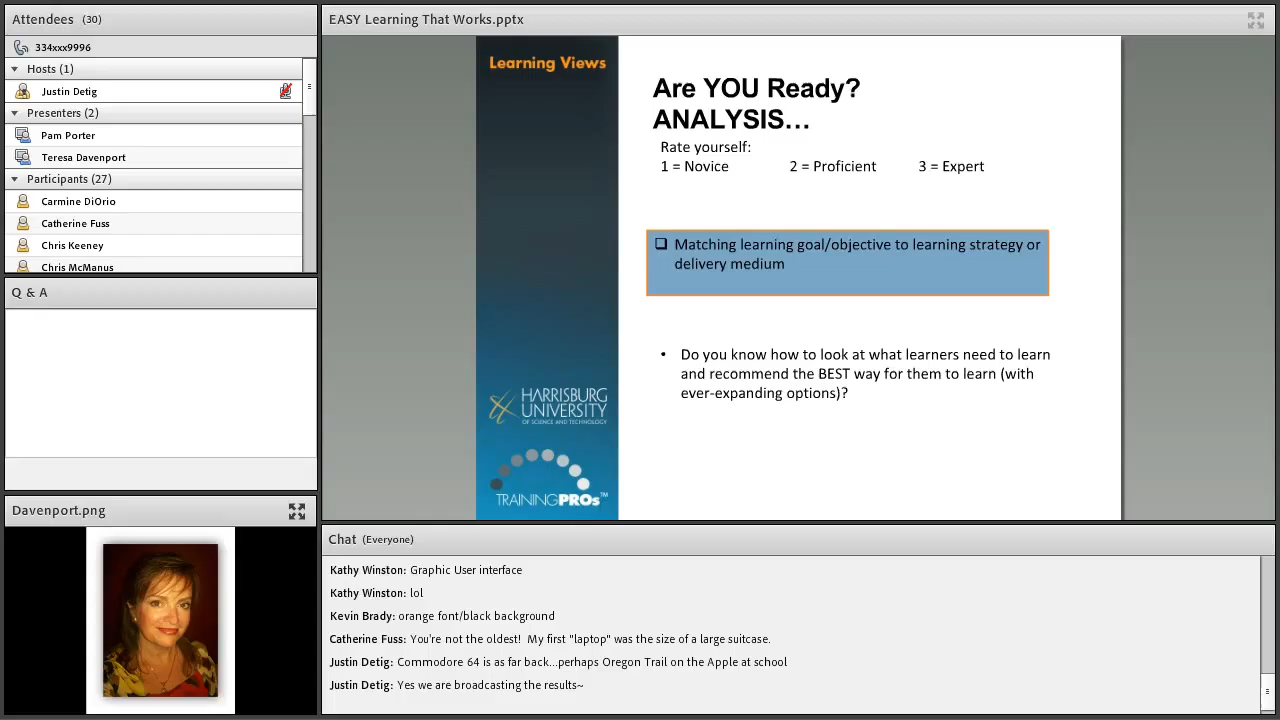 Attendees (30)
334xxx9996
Hosts (1)
Justin Detig
Presenters (2)
Pam Porter
Teresa Davenport
Participants (27)
Carmine DiOrio
Catherine Fuss
Chris Keeney
Chris McManus
Q & A
Davenport.png
EASY Learning That Works.pptx
Learning Views
HARRISBURG
UNIVERSITY
OF SCIENCE AND TECHNOLOGY
TRAININGPROs™
Are YOU Ready?
ANALYSIS…
Rate yourself:
1 = Novice 2 = Proficient 3 = Expert
❑ Matching learning goal/objective to learning strategy or
delivery medium
• Do you know how to look at what learners need to learn
and recommend the BEST way for them to learn (with
ever-expanding options)?
Chat (Everyone)
Kathy Winston: Graphic User interface
Kathy Winston: lol
Kevin Brady: orange font/black background
Catherine Fuss: You're not the oldest! My first "laptop" was the size of a large suitcase.
Justin Detig: Commodore 64 is as far back...perhaps Oregon Trail on the Apple at school
Justin Detig: Yes we are broadcasting the results~